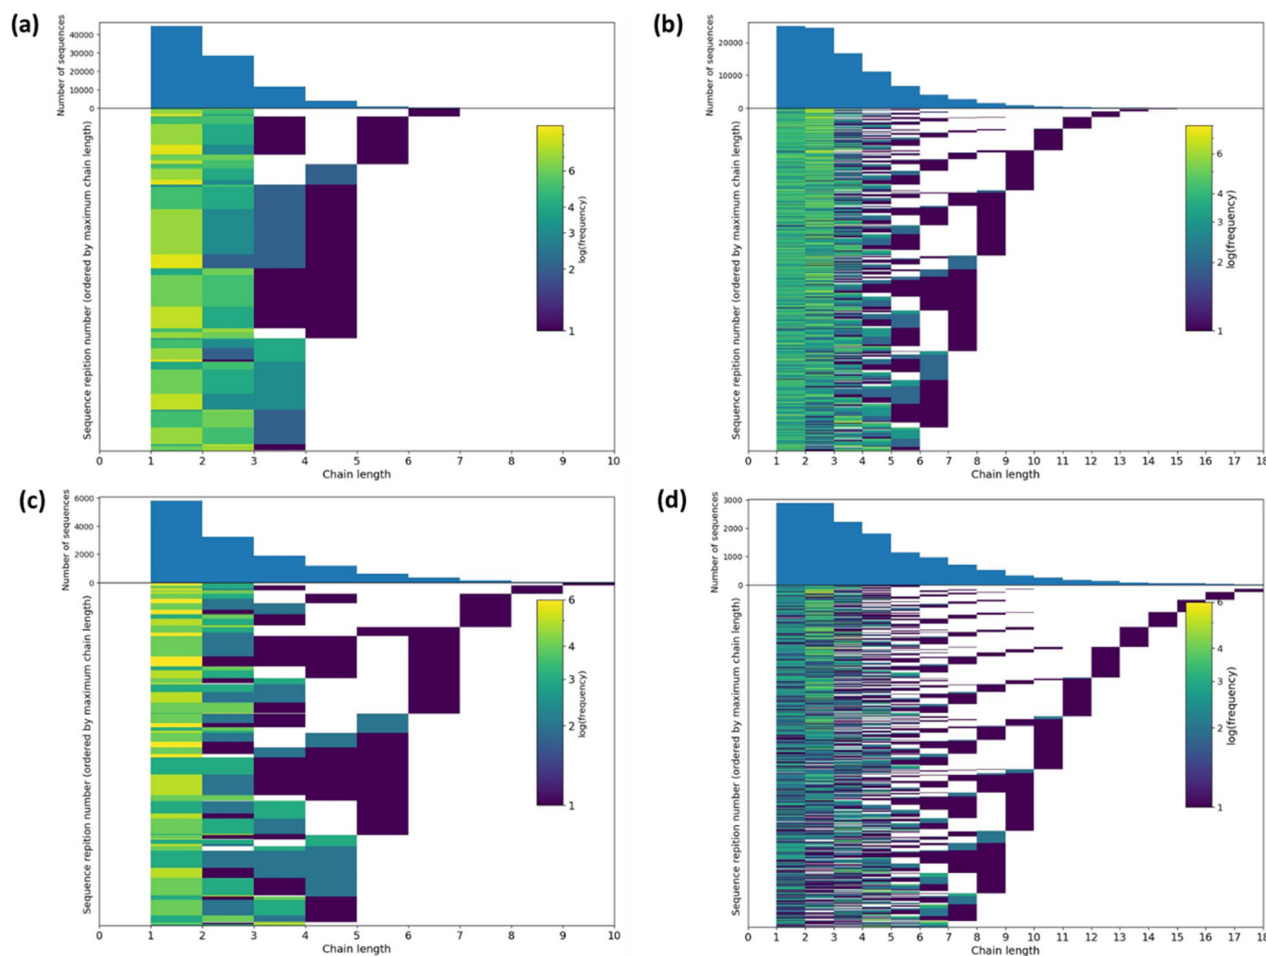 (a)
Number of sequences
40000
30000
20000
10000
0
Sequence repition number (ordered by maximum chain length)
6
4
3
2
1
log(frequency)
0 1 2 3 4 5 6 7 8 9 10
Chain length
(b)
Number of sequences
20000
10000
0
Sequence repition number (ordered by maximum chain length)
6
4
3
2
1
log(frequency)
0 1 2 3 4 5 6 7 8 9 10 11 12 13 14 15 16 17 18
Chain length
(c)
Number of sequences
6000
4000
2000
0
Sequence repition number (ordered by maximum chain length)
6
4
3
2
1
log(frequency)
0 1 2 3 4 5 6 7 8 9 10
Chain length
(d)
Number of sequences
3000
2000
1000
0
Sequence repition number (ordered by maximum chain length)
6
4
3
2
1
log(frequency)
0 1 2 3 4 5 6 7 8 9 10 11 12 13 14 15 16 17 18
Chain length